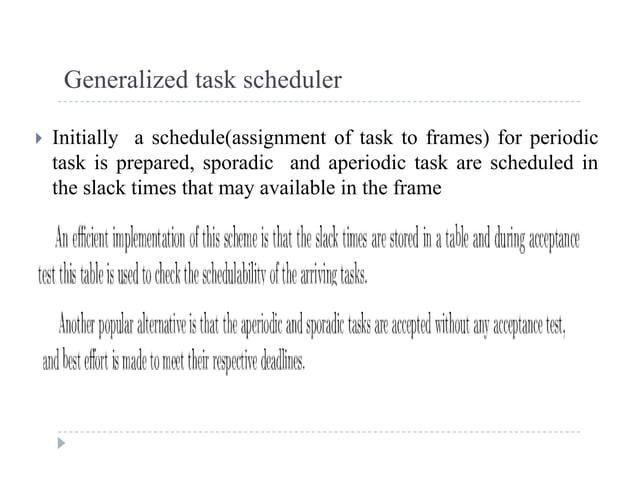 Generalized task scheduler
Initially a schedule(assignment of task to frames) for periodic
task is prepared, sporadic and aperiodic task are scheduled in
the slack times that may available in the frame
An efficient implementation of this scheme is that the slack times are stored in a table and during acceptance
test this table is used to check the schedulability of the arriving tasks.
Another popular alternative is that the aperiodic and sporadic tasks are accepted without any acceptance test,
and best effort is made to meet their respective deadlines.